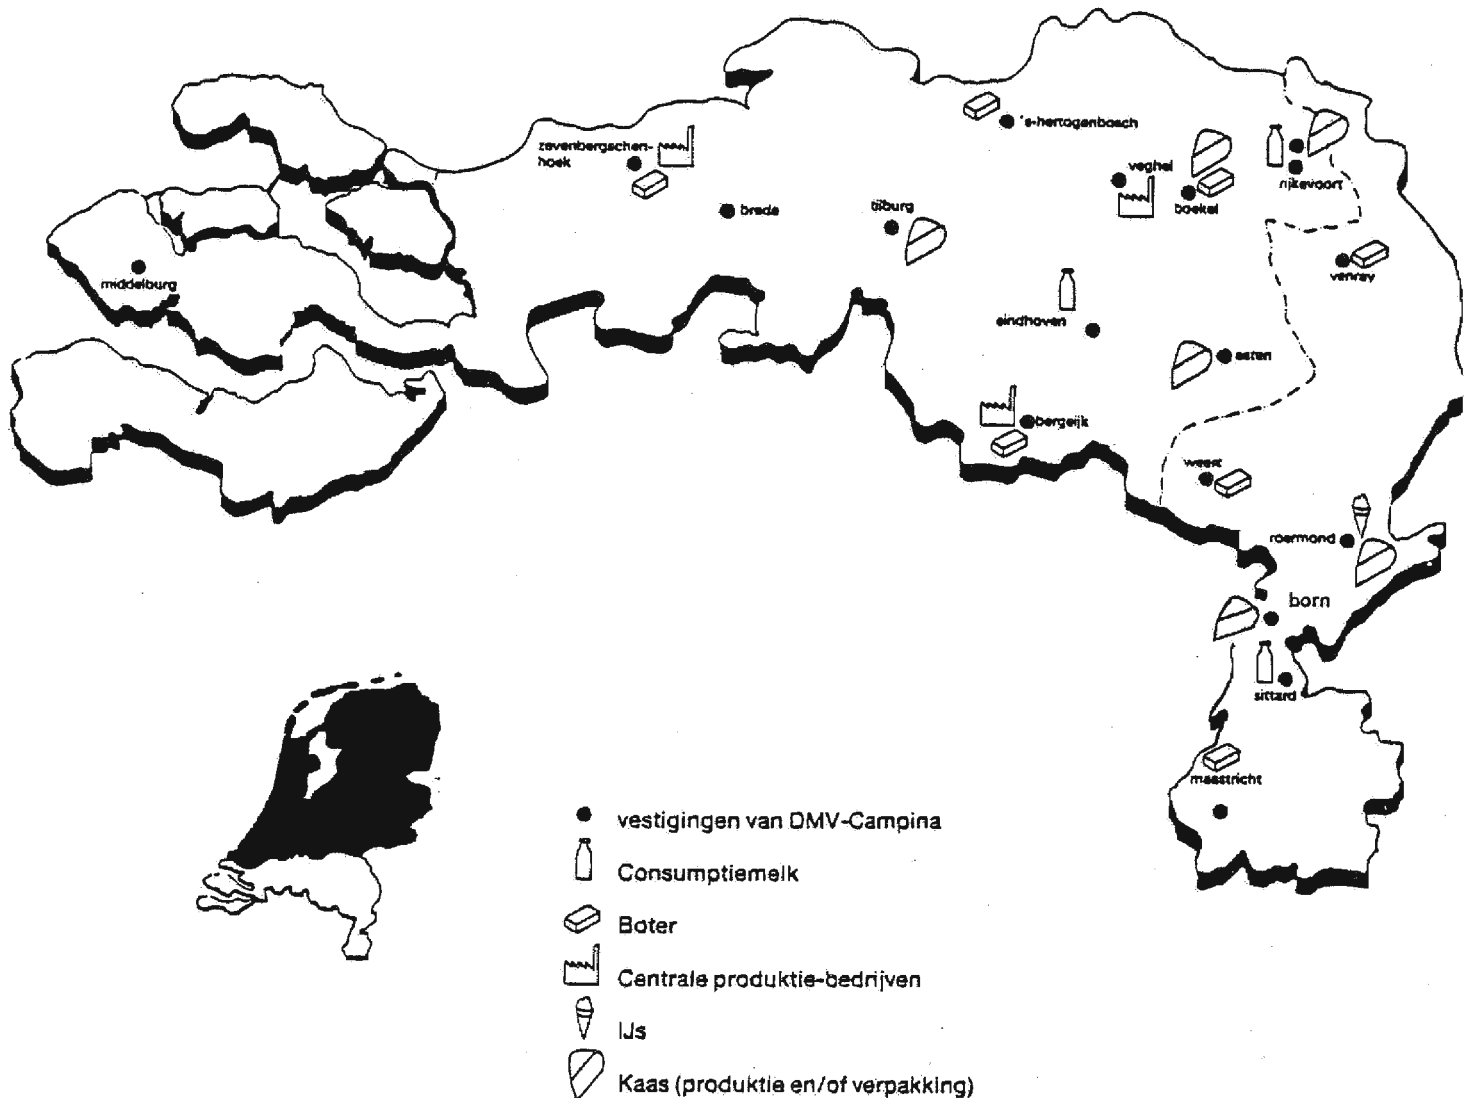 's-hertogenbosch
zevenbergschen-
hoek
veghel
rijkevoort
boekel
breda
tilburg
venray
middelburg
eindhoven
asten
bergeijk
weert
roermond
born
sittard
maastricht
vestigingen van DMV-Campina
Consumptiemelk
Boter
Centrale produktie-bedrijven
IJs
Kaas (produktie en/of verpakking)